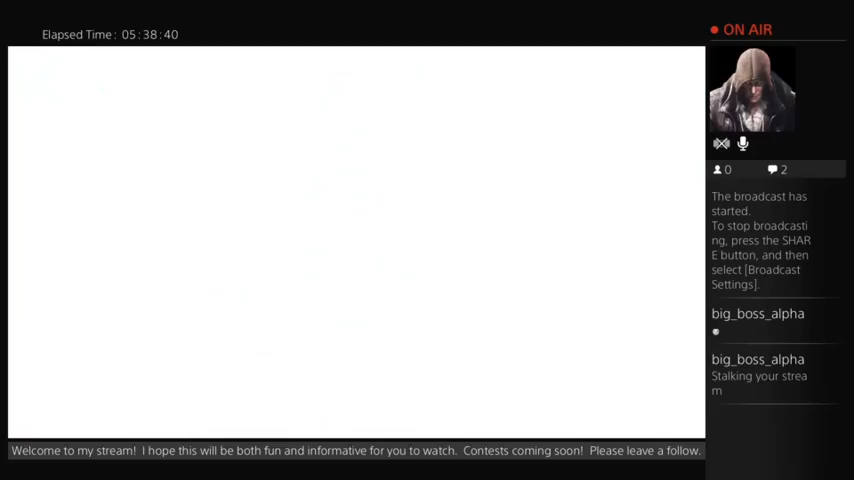 Elapsed Time: 05:38:40
ON AIR
0 2
The broadcast has
started.
To stop broadcasti
ng, press the SHAR
E button, and then
select [Broadcast
Settings].
big_boss_alpha
big_boss_alpha
Stalking your strea
m
Welcome to my stream! I hope this will be both fun and informative for you to watch. Contests coming soon! Please leave a follow.